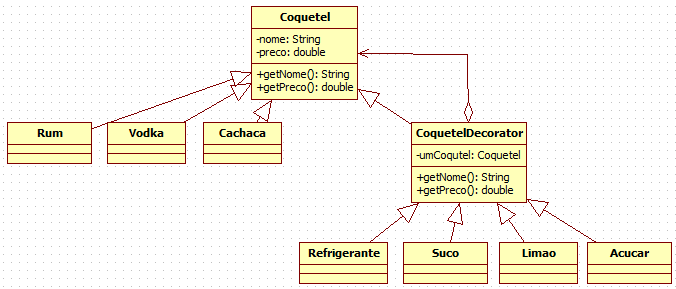 Coquetel
-nome: String
-preco: double
+getNome(): String
+getPreco(): double
Rum
Vodka
Cachaca
CoquetelDecorator
-umCoqutel: Coquetel
+getNome(): String
+getPreco(): double
Refrigerante
Suco
Limao
Acucar